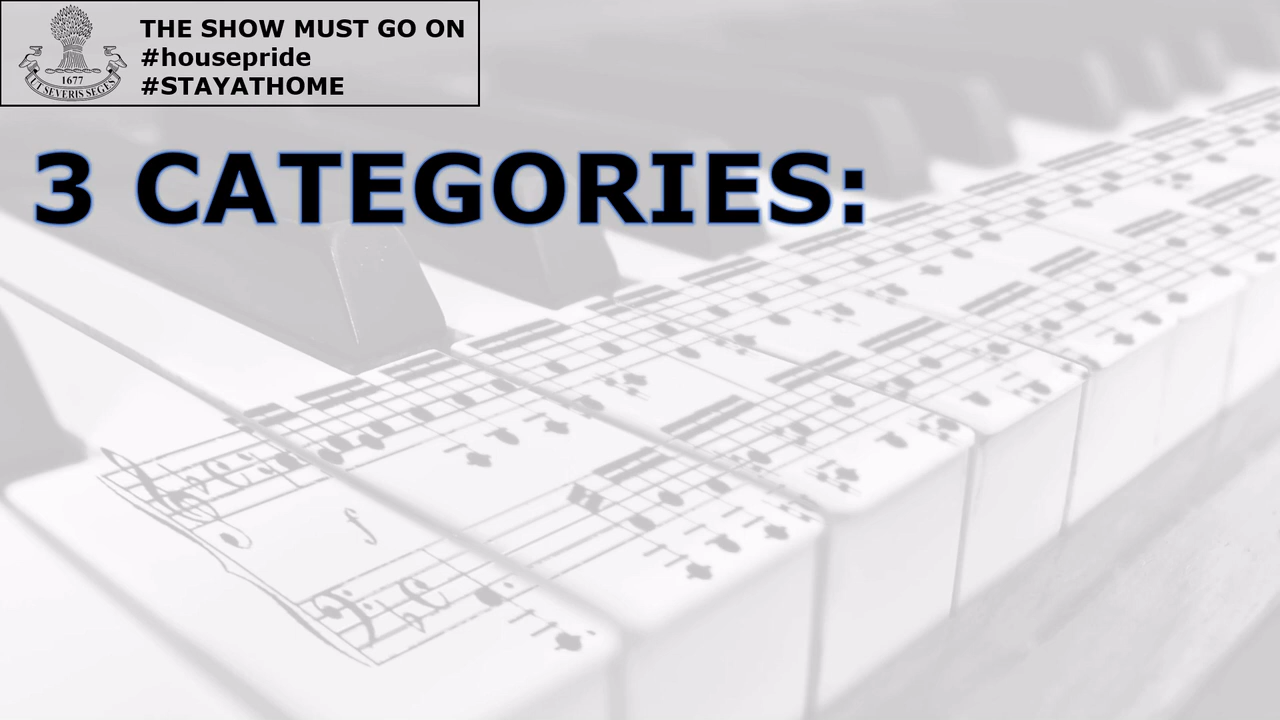 THE SHOW MUST GO ON
#housepride
#STAYATHOME
1677
UT SEVERIS SEGES
3 CATEGORIES:
f